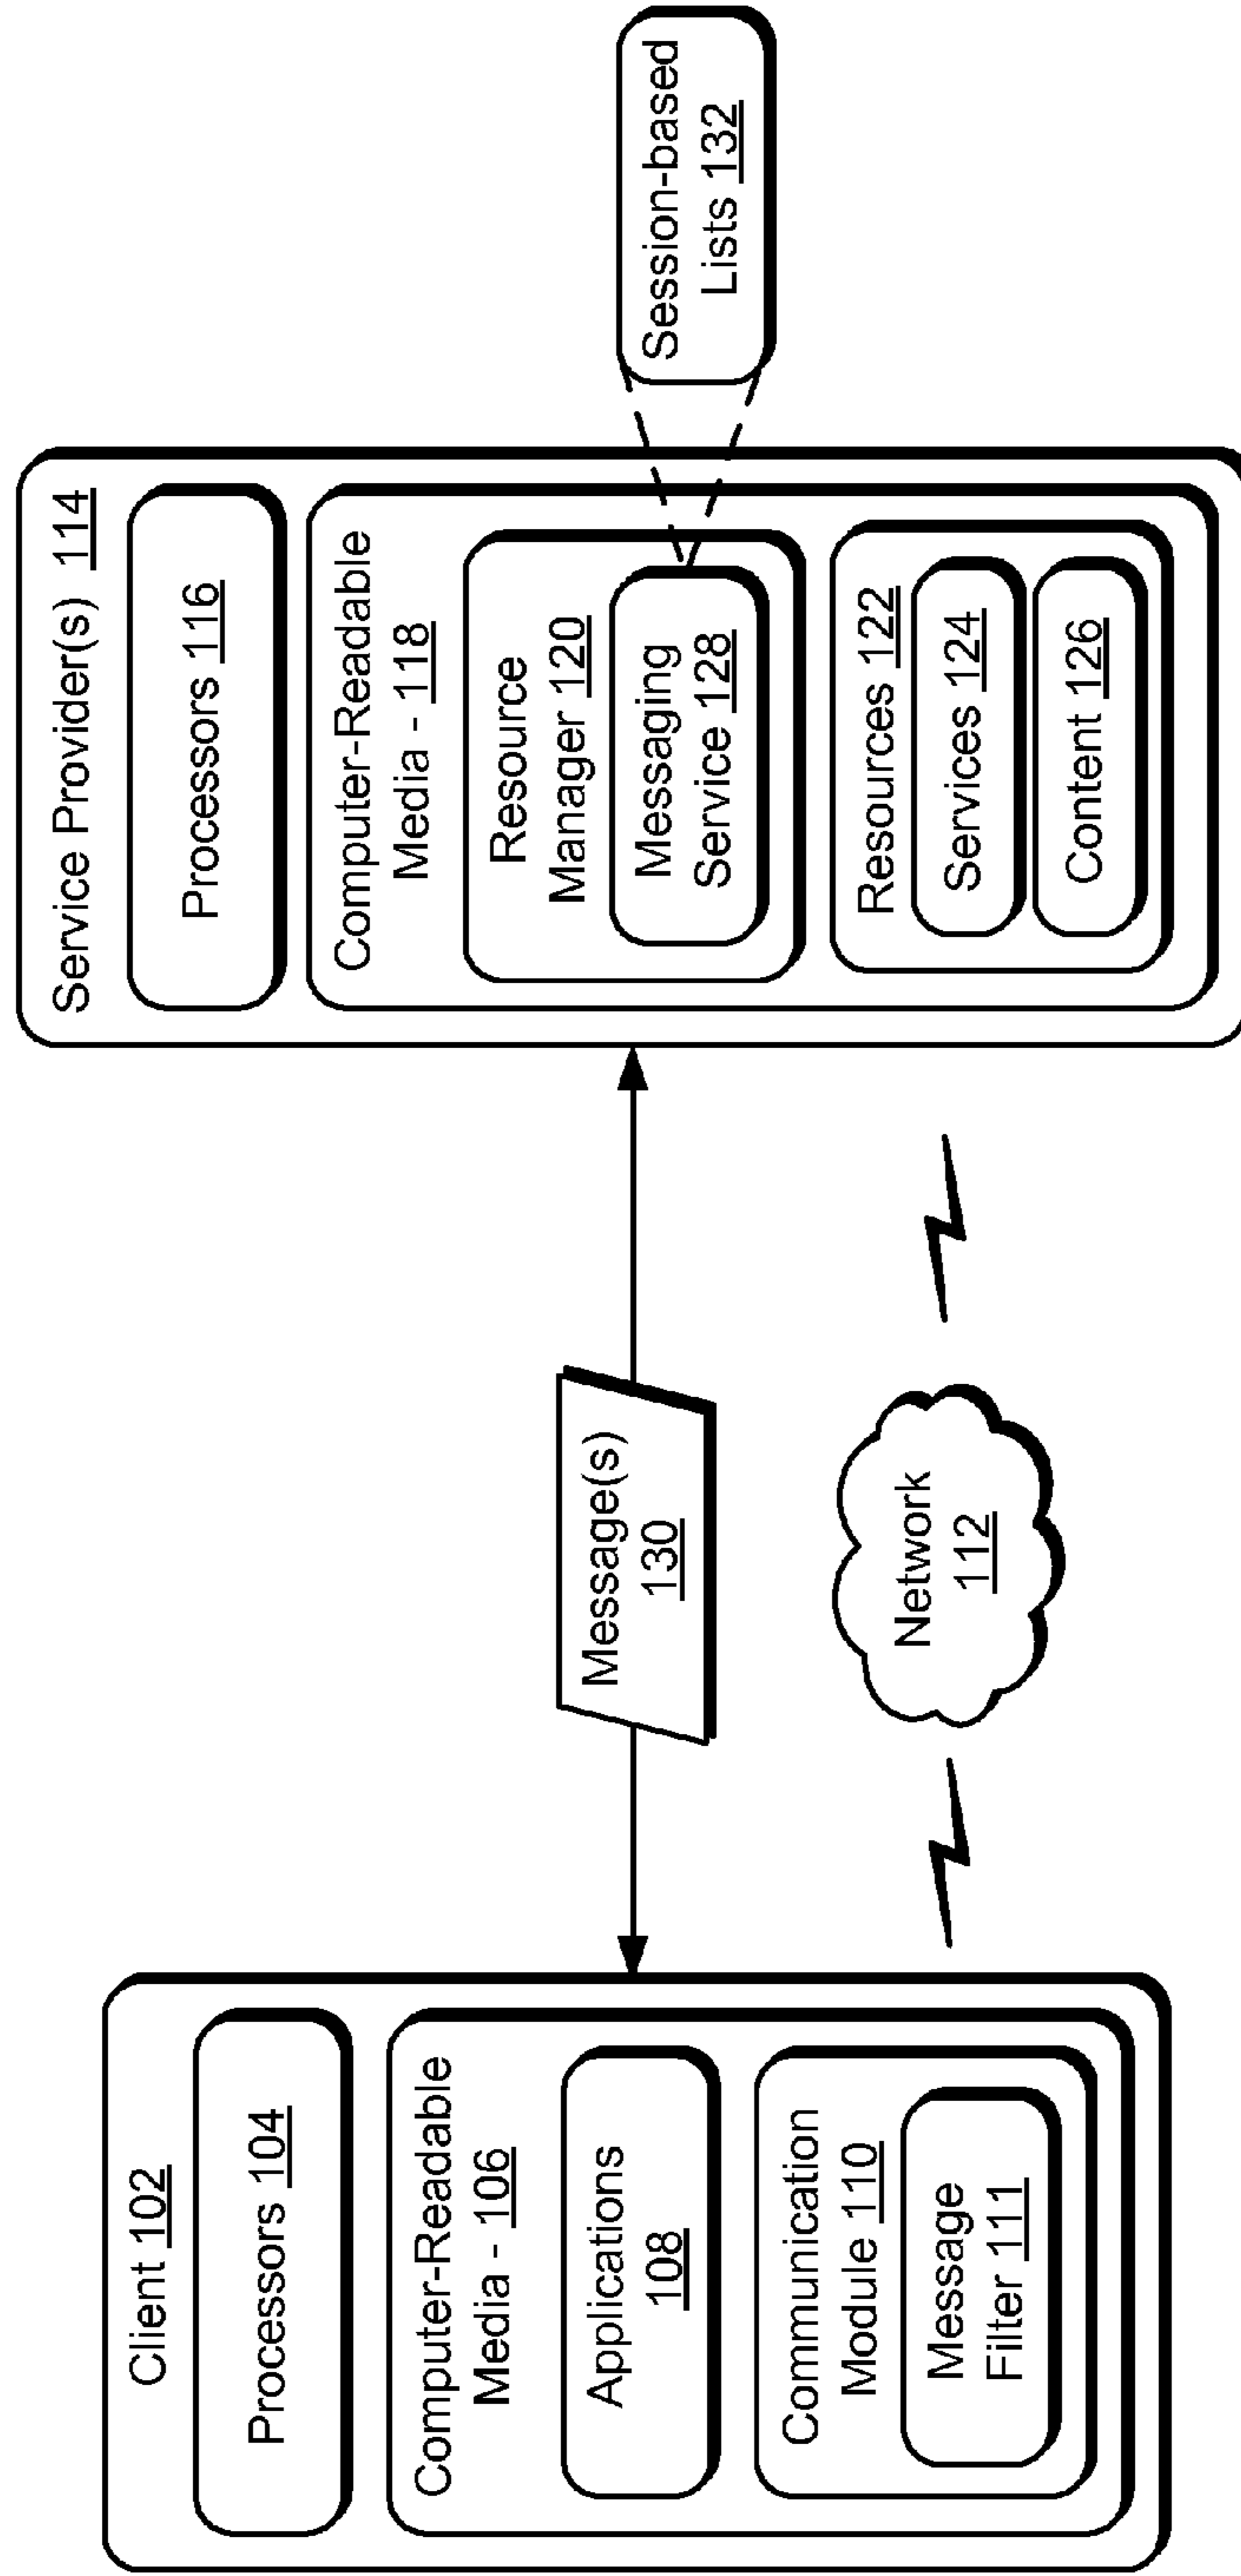 Client 102
Processors 104
Computer-Readable
Media - 106
Applications
108
Communication
Module 110
Message
Filter 111
Message(s)
130
Network
112
Service Provider(s) 114
Processors 116
Computer-Readable
Media - 118
Resource
Manager 120
Messaging
Service 128
Resources 122
Services 124
Content 126
Session-based
Lists 132